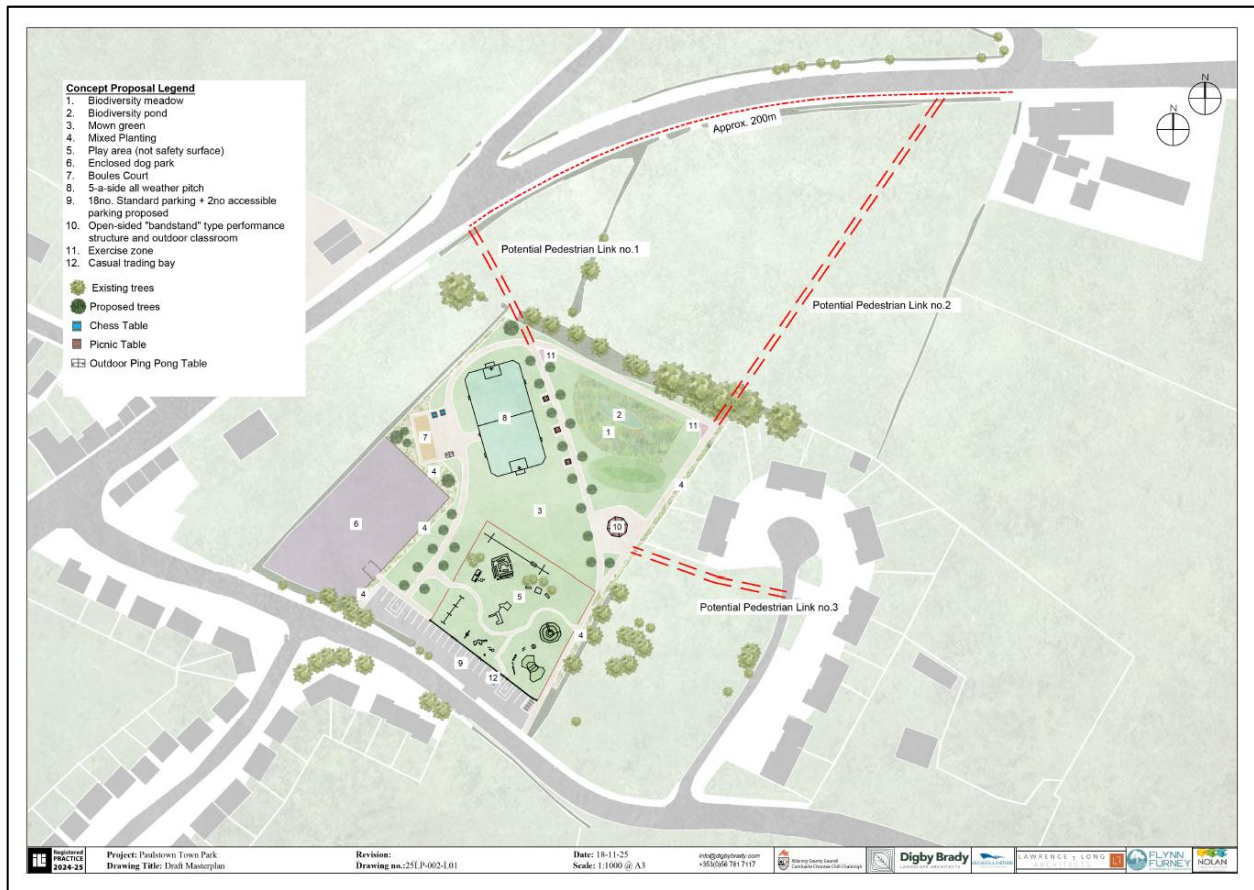 Concept Proposal Legend
1. Biodiversity meadow
2. Biodiversity pond
3. Mown green
4. Mixed Planting
5. Play area (not safety surface)
6. Enclosed dog park
7. Boules Court
8. 5-a-side all weather pitch
9. 18no. Standard parking + 2no accessible
parking proposed
10. Open-sided "bandstand" type performance
structure and outdoor classroom
11. Exercise zone
12. Casual trading bay
Existing trees
Proposed trees
Chess Table
Picnic Table
Outdoor Ping Pong Table
N
N
Approx. 200m
Potential Pedestrian Link no.1
Potential Pedestrian Link no.2
11
2
8
1
11
7
4
4
3
6
4
10
5
4
4
9
12
Potential Pedestrian Link no.3
Registered
PRACTICE
2024-25
Project: Paulstown Town Park
Drawing Title: Draft Masterplan
Revision:
Drawing no.:25LP-002-L01
Date: 18-11-25
Scale: 1:1000 @ A3
info@digbybrady.com
+353(0)56 781 7117
Kilkenny County Council
Digby Brady
LANDSCAPE ARCHITECTS
LAWRENCE & LONG
ARCHITECTS
FLYNN
FURNEY
NOLAN